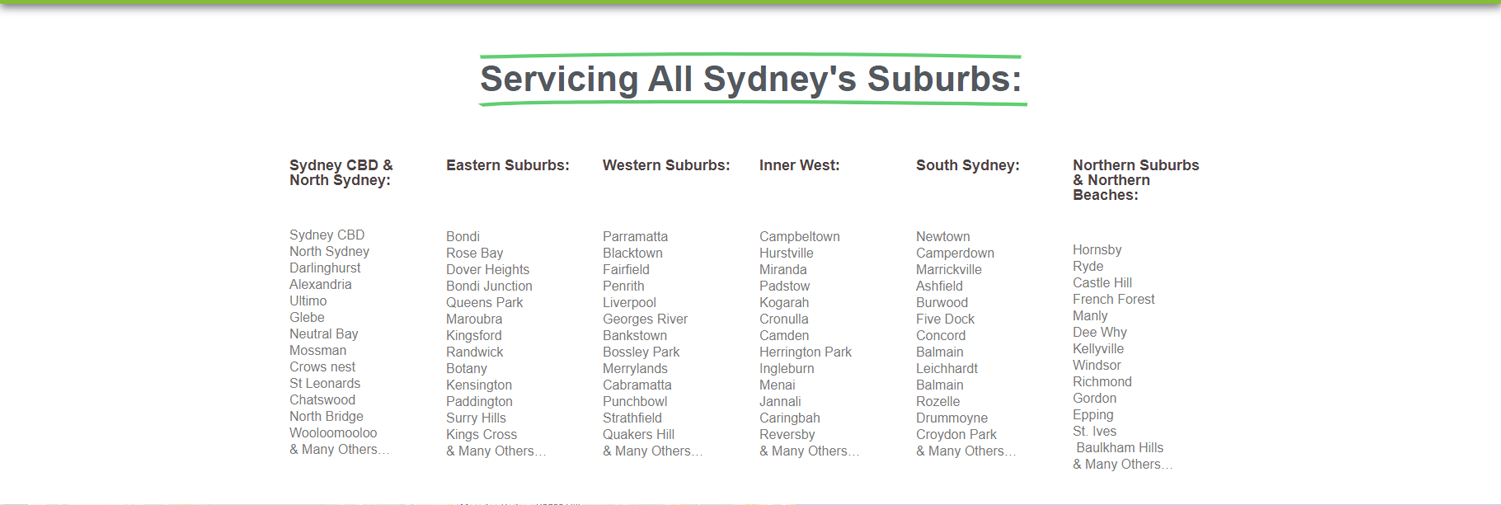 Servicing All Sydney's Suburbs:
Sydney CBD &
North Sydney:
Sydney CBD
North Sydney
Darlinghurst
Alexandria
Ultimo
Glebe
Neutral Bay
Mossman
Crows nest
St Leonards
Chatswood
North Bridge
Wooloomooloo
& Many Others…
Eastern Suburbs:
Bondi
Rose Bay
Dover Heights
Bondi Junction
Queens Park
Maroubra
Kingsford
Randwick
Botany
Kensington
Paddington
Surry Hills
Kings Cross
& Many Others…
Western Suburbs:
Parramatta
Blacktown
Fairfield
Penrith
Liverpool
Georges River
Bankstown
Bossley Park
Merrylands
Cabramatta
Punchbowl
Strathfield
Quakers Hill
& Many Others…
Inner West:
Campbeltown
Hurstville
Miranda
Padstow
Kogarah
Cronulla
Camden
Herrington Park
Ingleburn
Menai
Jannali
Caringbah
Reversby
& Many Others…
South Sydney:
Newtown
Camperdown
Marrickville
Ashfield
Burwood
Five Dock
Concord
Balmain
Leichhardt
Balmain
Rozelle
Drummoyne
Croydon Park
& Many Others…
Northern Suburbs
& Northern
Beaches:
Hornsby
Ryde
Castle Hill
French Forest
Manly
Dee Why
Kellyville
Windsor
Richmond
Gordon
Epping
St. Ives
Baulkham Hills
& Many Others…